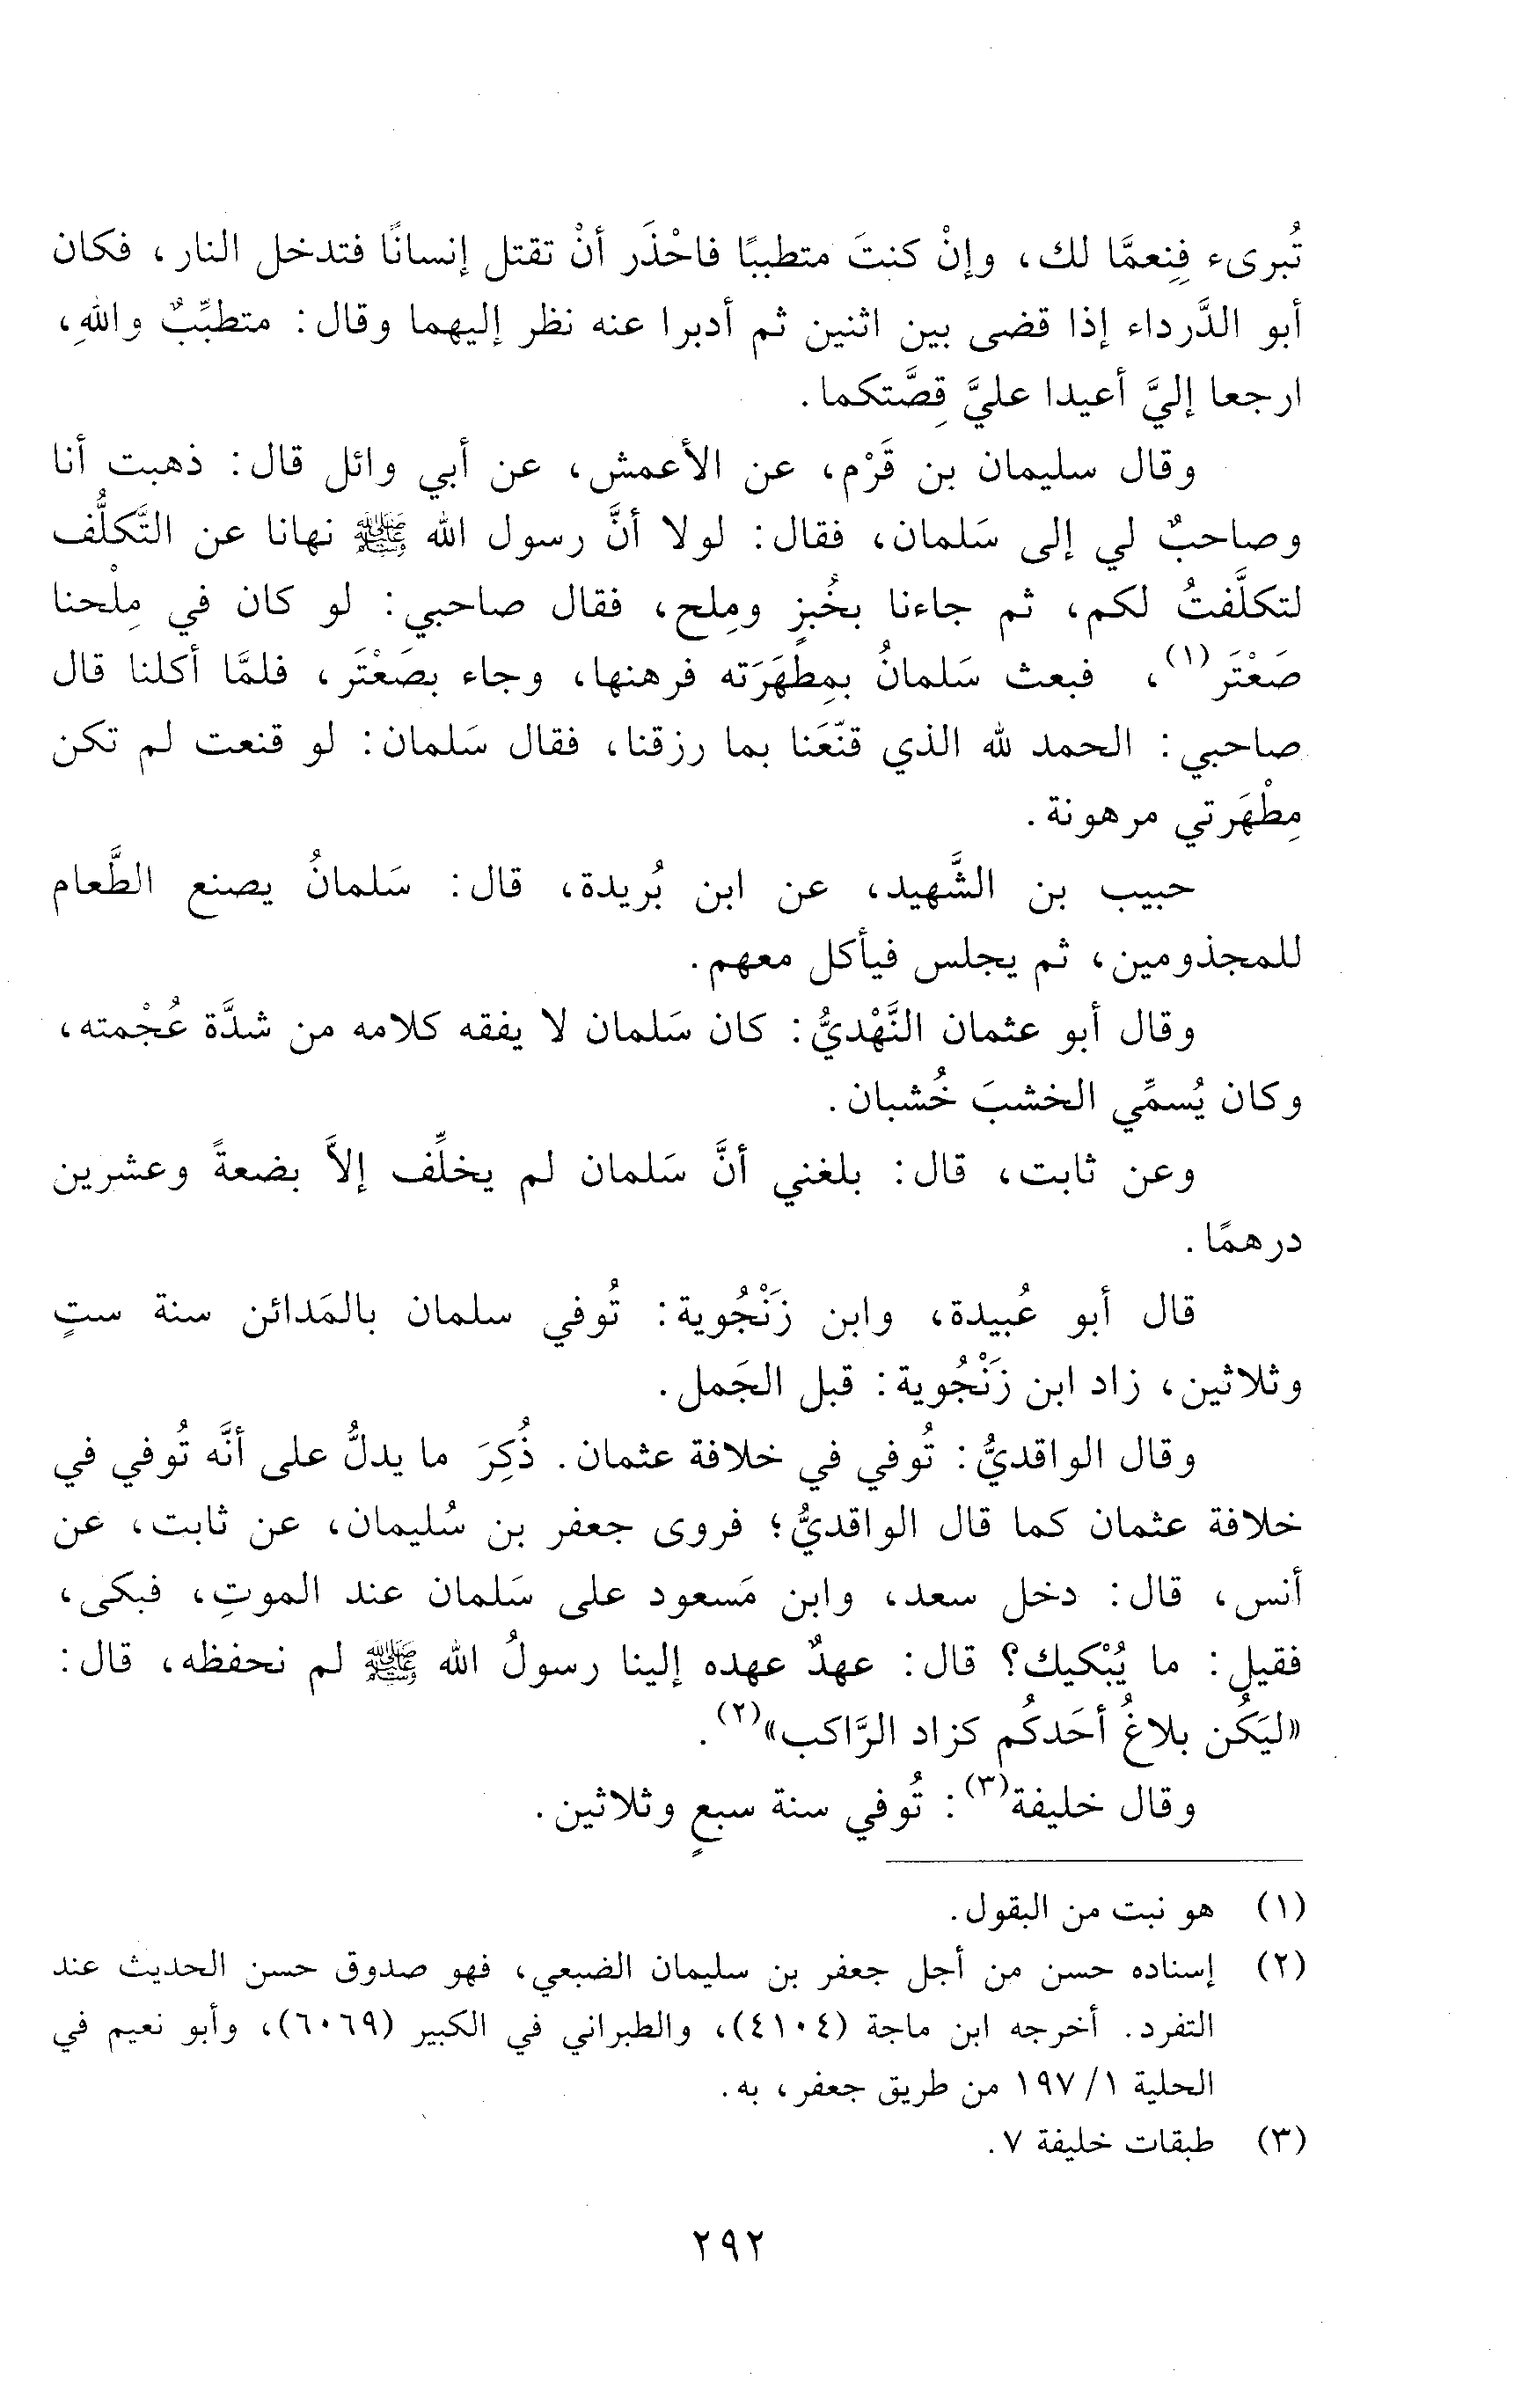 تُبرىء فنِعمَّا لك، وإنْ كنتَ متطببًا فاحْذَر أنْ تقتل إنسانًا فتدخل النار، فكان
أبو الدَّرداء إذا قضى بين اثنين ثم أدبرا عنه نظر إليهما وقال: متطبِّبٌ واللهِ،
ارجعا إليَّ أعيدا عليَّ قِصَّتكما.
وقال سليمان بن قَرْم، عن الأعمش، عن أبي وائل قال: ذهبت أنا
وصاحبٌ لي إلى سَلمان، فقال: لولا أنَّ رسول الله ﷺ نهانا عن التَّكلُّف
لتكلَّفتُ لكم، ثم جاءنا بخُبزٍ ومِلح، فقال صاحبي: لو كان في مِلْحنا
صَعْتَر(١)، فبعث سَلمانُ بمِطْهَرَته فرهنها، وجاء بصَعْتَر، فلمَّا أكلنا قال
صاحبي: الحمد لله الذي قنّعَنا بما رزقنا، فقال سَلمان: لو قنعت لم تكن
مِطْهَرتي مرهونة.
حبيب بن الشَّهيد، عن ابن بُريدة، قال: سَلمانُ يصنع الطَّعام
للمجذومين، ثم يجلس فيأكل معهم.
وقال أبو عثمان النَّهْديُّ: كان سَلمان لا يفقه كلامه من شدَّة عُجْمته،
وكان يُسمِّي الخشبَ خُشبان.
وعن ثابت، قال: بلغني أنَّ سَلمان لم يخلِّف إلاَّ بضعةً وعشرين
درهمًا.
قال أبو عُبيدة، وابن زَنْجُوية: تُوفي سلمان بالمَدائن سنة ستٍ
وثلاثين، زاد ابن زَنْجُوية: قبل الجَمل.
وقال الواقديُّ: تُوفي في خلافة عثمان. ذُكِرَ ما يدلُّ على أنَّه تُوفي في
خلافة عثمان كما قال الواقديُّ؛ فروى جعفر بن سُليمان، عن ثابت، عن
أنس، قال: دخل سعد، وابن مَسعود على سَلمان عند الموتِ، فبكى،
فقيل: ما يُبْكيك؟ قال: عهدٌ عهده إلينا رسولُ الله ﷺ لم نحفظه، قال:
«ليَكُن بلاغُ أحَدكُم كزاد الرَّاكب»(٢).
وقال خليفة(٣): تُوفي سنة سبعٍ وثلاثين.
(١) هو نبت من البقول.
(٢) إسناده حسن من أجل جعفر بن سليمان الضبعي، فهو صدوق حسن الحديث عند
التفرد. أخرجه ابن ماجة (٤١٠٤)، والطبراني في الكبير (٦٠٦٩)، وأبو نعيم في
الحلية ١/ ١٩٧ من طريق جعفر، به.
(٣) طبقات خليفة ٧.
٢٩٢